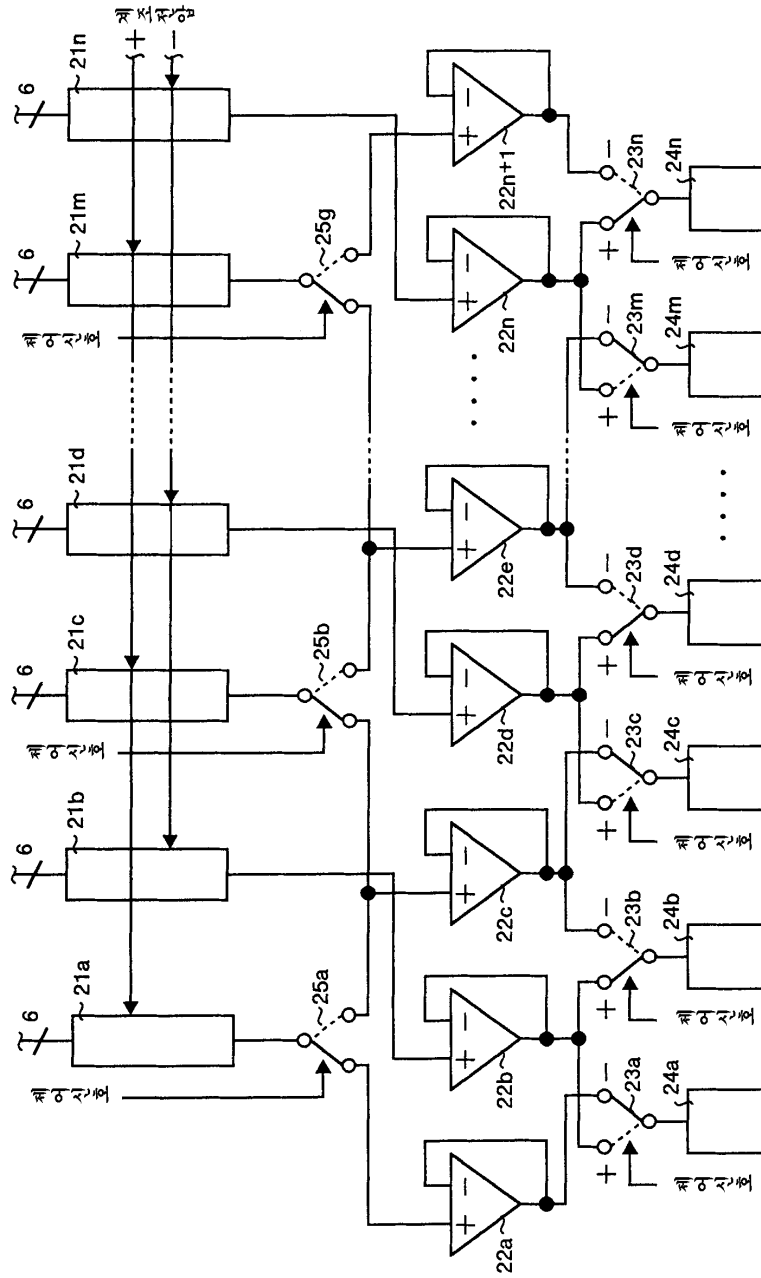 계조전압
+
−
6
21a
6
21b
6
21c
6
21d
6
21m
6
21n
제어신호
25a
제어신호
25b
제어신호
25g
−
+
22a
−
+
22b
−
+
22c
−
+
22d
−
+
22e
· · · ·
−
+
22n
−
+
22n+1
+
−
23a
제어신호
24a
+
−
23b
제어신호
24b
+
−
23c
제어신호
24c
+
−
23d
제어신호
24d
· · · ·
+
−
23m
제어신호
24m
+
−
23n
제어신호
24n